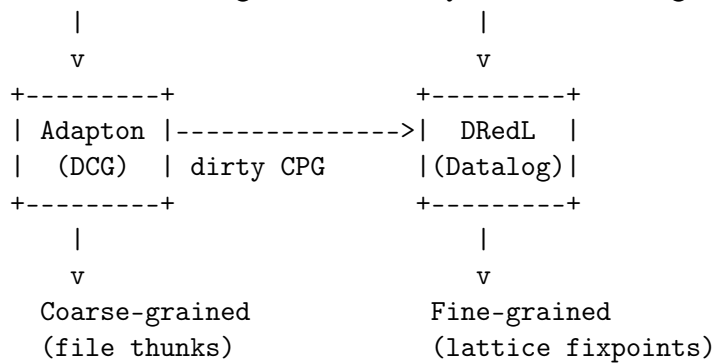 |                          |
v                          v
+---------+                +---------+
| Adapton |--------------->|  DRedL  |
|  (DCG)  | dirty CPG      |(Datalog)|
+---------+                +---------+
|                          |
v                          v
Coarse-grained             Fine-grained
(file thunks)              (lattice fixpoints)